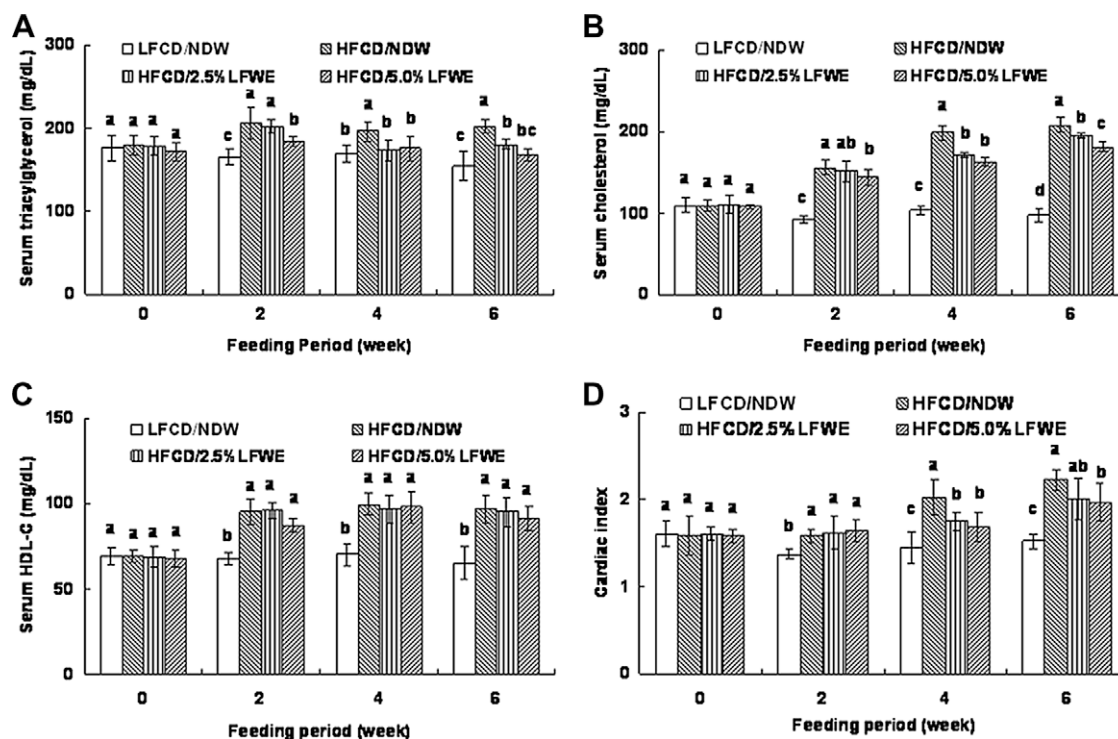 A
LFCD/NDW HFCD/NDW
HFCD/2.5% LFWE HFCD/5.0% LFWE
Serum triacylglycerol (mg/dL)
300
200
100
0
a a a a
c a a b
b a b b
c a b bc
0 2 4 6
Feeding Period (week)
B
LFCD/NDW HFCD/NDW
HFCD/2.5% LFWE HFCD/5.0% LFWE
Serum cholesterol (mg/dL)
300
200
100
0
a a a a
c a ab b
c a b b
d a b c
0 2 4 6
Feeding period (week)
C
LFCD/NDW HFCD/NDW
HFCD/2.5% LFWE HFCD/5.0% LFWE
Serum HDL-C (mg/dL)
150
100
50
0
a a a a
b a a a
b a a a
b a a a
0 2 4 6
Feeding period (week)
D
LFCD/NDW HFCD/NDW
HFCD/2.5% LFWE HFCD/5.0% LFWE
Cardiac index
3
2
1
0
a a a a
b a a a
c a b b
c a ab b
0 2 4 6
Feeding period (week)